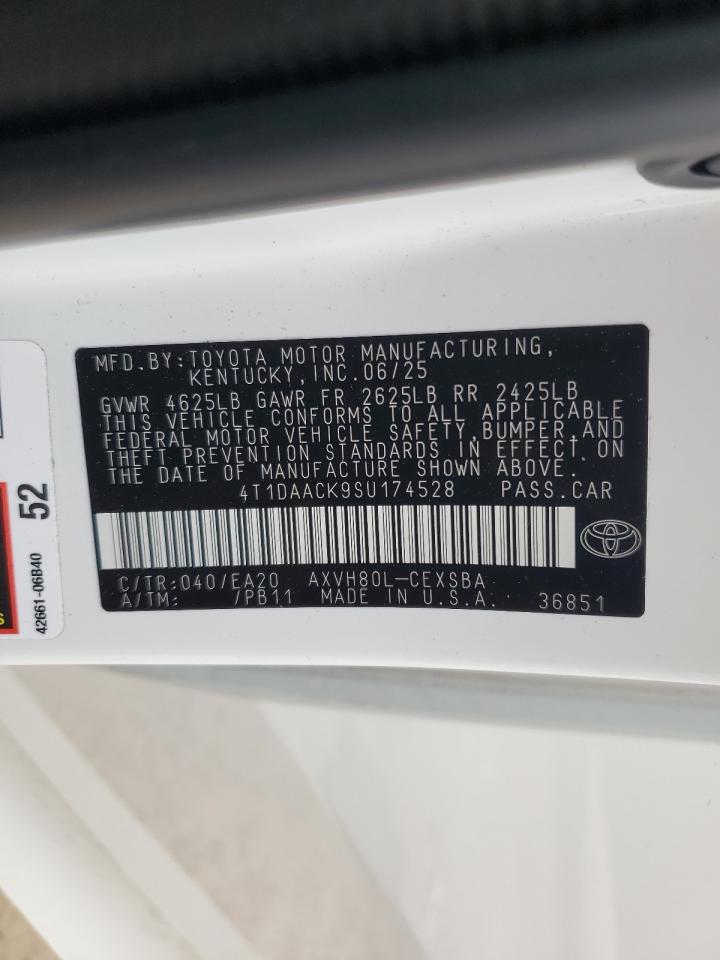 MFD.BY:TOYOTA MOTOR MANUFACTURING,
KENTUCKY,INC.06/25
GVWR 4625LB GAWR FR 2625LB RR 2425LB
THIS VEHICLE CONFORMS TO ALL APPLICABLE
FEDERAL MOTOR VEHICLE SAFETY,BUMPER,AND
THEFT PREVENTION STANDARDS IN EFFECT ON
THE DATE OF MANUFACTURE SHOWN ABOVE.
4T1DAACK9SU174528 PASS.CAR
C/TR:040/EA20 AXVH80L-CEXSBA
A/TM: /PB11 MADE IN U.S.A. 36851
52
42661-06B40